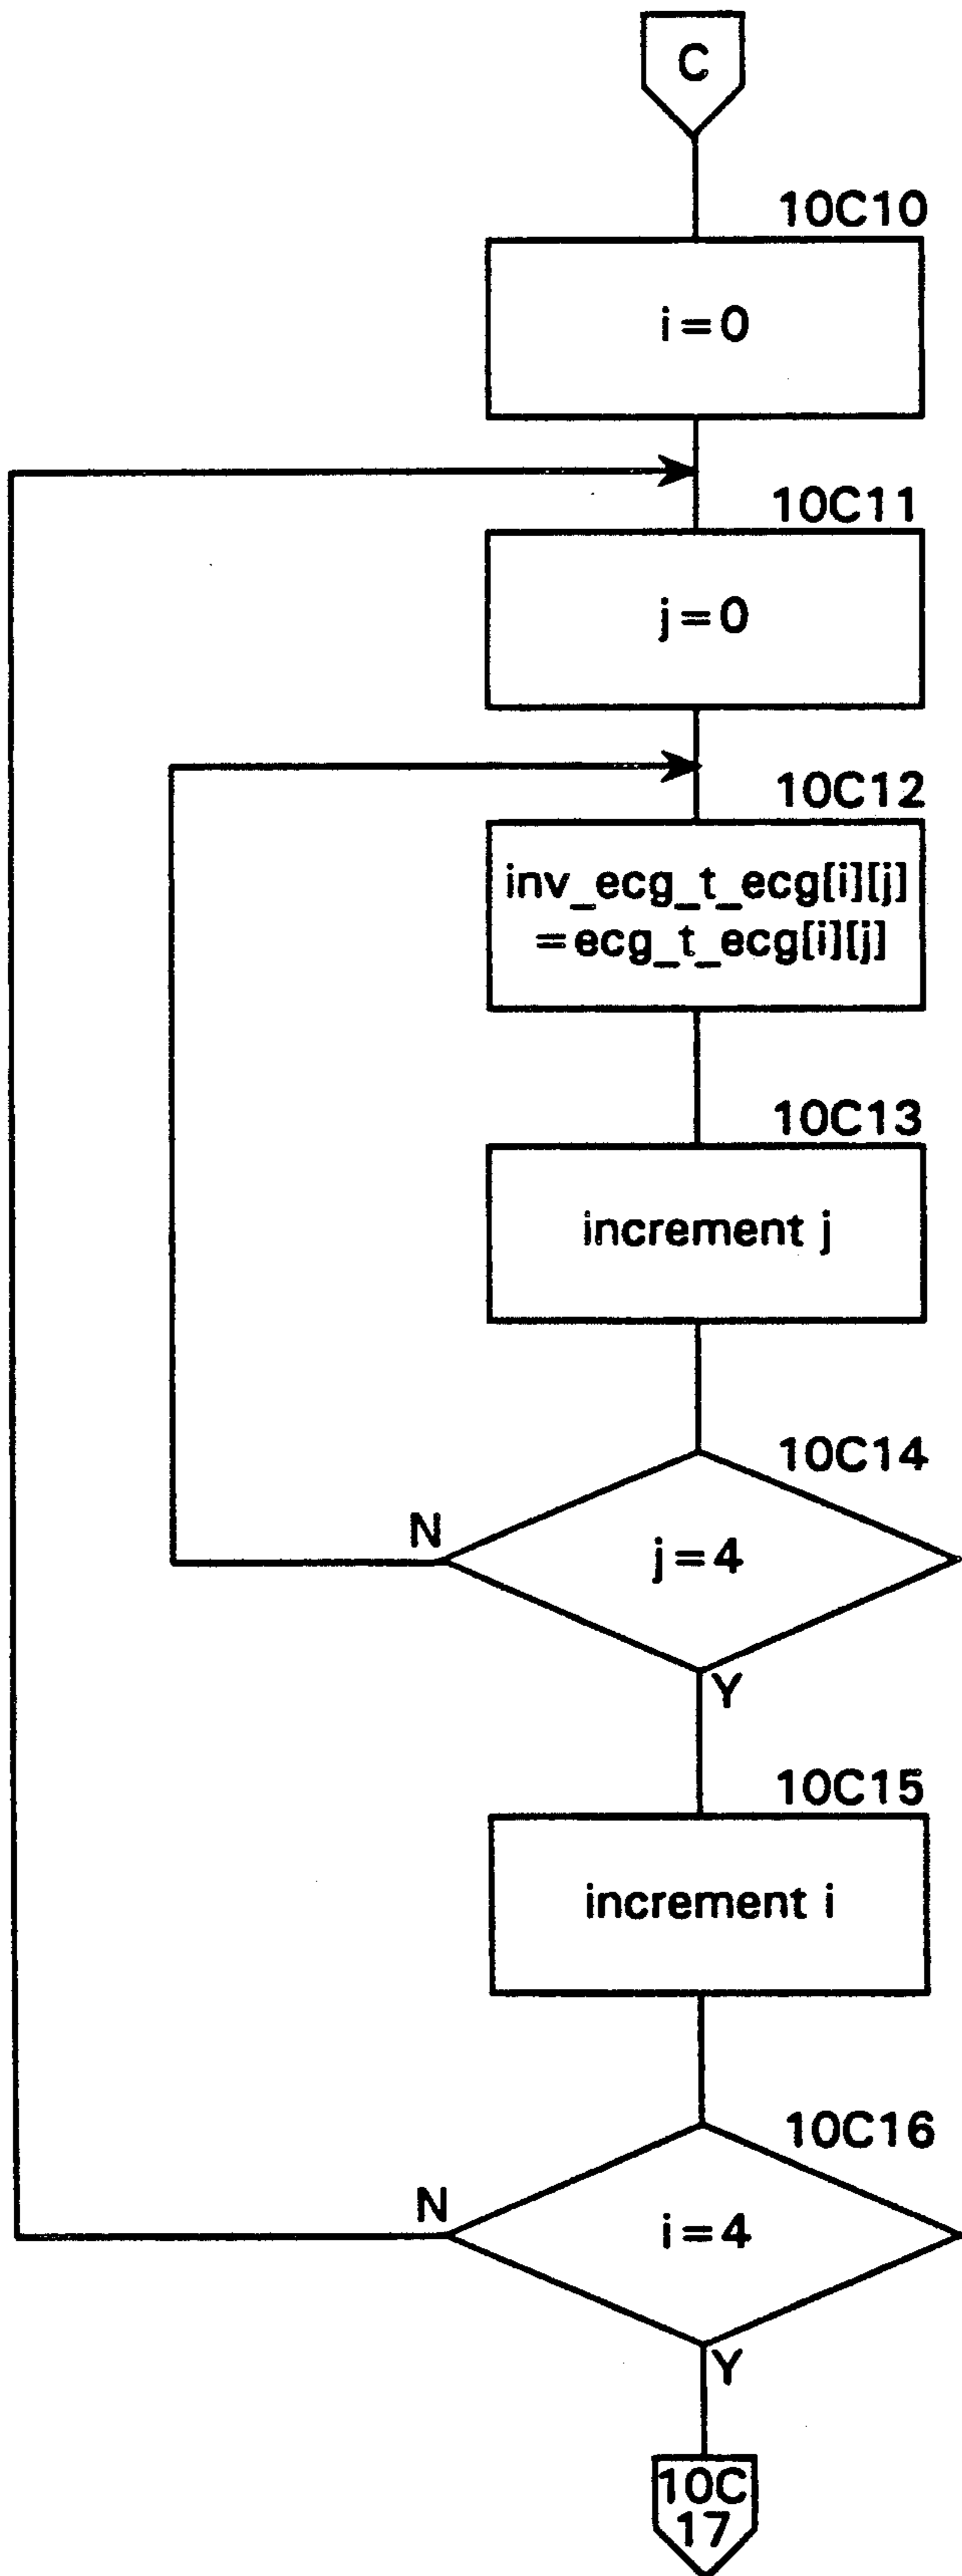 C
10C10
i=0
10C11
j=0
10C12
inv_ecg_t_ecg[i][j]
=ecg_t_ecg[i][j]
10C13
increment j
10C14
N
j=4
Y
10C15
increment i
10C16
N
i=4
Y
10C
17